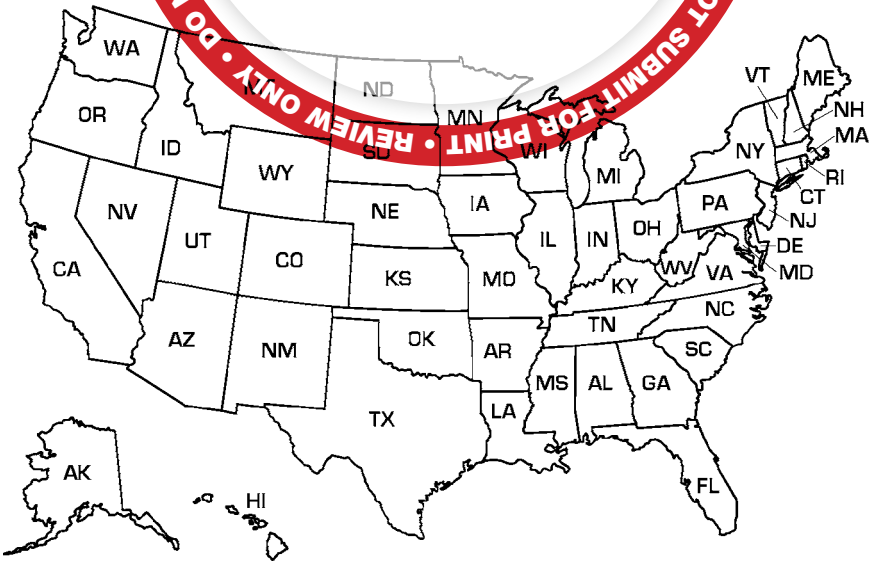 WA
ME
VT
ND
NH
OR
MN
MA
ID
SD
WI
NY
WY
MI
RI
CT
NV
NE
IA
PA
NJ
UT
IL
IN
OH
DE
CA
CO
KS
MO
WV
VA
MD
KY
NC
TN
AZ
NM
OK
AR
SC
MS
AL
GA
TX
LA
AK
HI
FL
OT SUBMIT FOR PRINT • REVIEW ONLY • DO